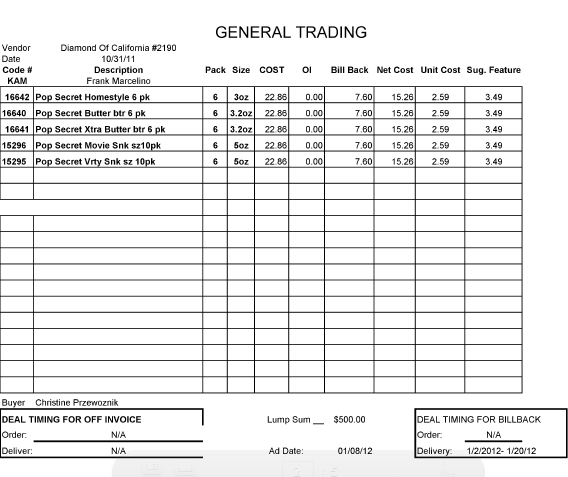 GENERAL TRADING
Vendor Diamond Of California #2190
Date 10/31/11
Code # Description Pack Size COST OI Bill Back Net Cost Unit Cost Sug. Feature
KAM Frank Marcelino
16642 Pop Secret Homestyle 6 pk 6 3oz 22.86 0.00 7.60 15.26 2.59 3.49
16640 Pop Secret Butter btr 6 pk 6 3.2oz 22.86 0.00 7.60 15.26 2.59 3.49
16641 Pop Secret Xtra Butter btr 6 pk 6 3.2oz 22.86 0.00 7.60 15.26 2.59 3.49
15296 Pop Secret Movie Snk sz10pk 6 5oz 22.86 0.00 7.60 15.26 2.59 3.49
15295 Pop Secret Vrty Snk sz 10pk 6 5oz 22.86 0.00 7.60 15.26 2.59 3.49
Buyer Christine Przewoznik
DEAL TIMING FOR OFF INVOICE Lump Sum __ $500.00 DEAL TIMING FOR BILLBACK
Order: N/A Order: N/A
Deliver: N/A Ad Date: 01/08/12 Delivery: 1/2/2012- 1/20/12